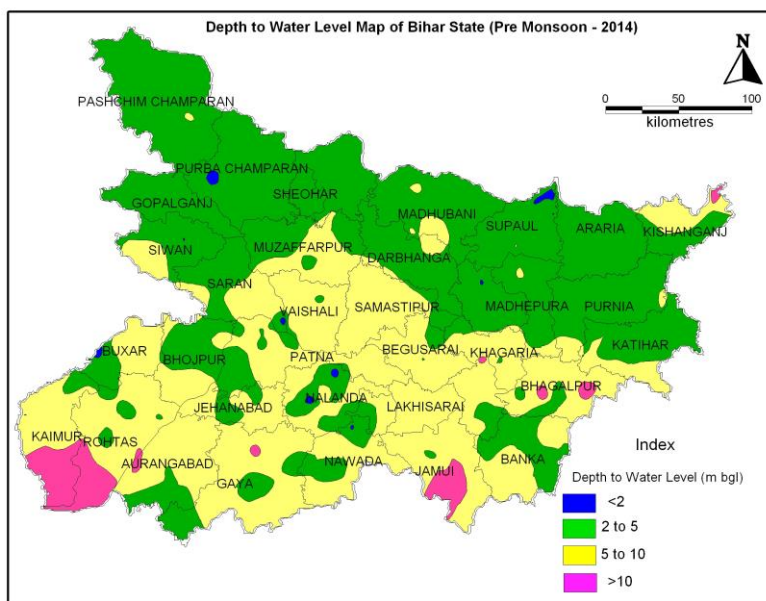 Depth to Water Level Map of Bihar State (Pre Monsoon - 2014)
N
0 50 100
kilometres
PASHCHIM CHAMPARAN
PURBA CHAMPARAN
SHEOHAR
GOPALGANJ
MADHUBANI
SUPAUL
ARARIA
KISHANGANJ
SIWAN
MUZAFFARPUR
DARBHANGA
SARAN
VAISHALI
SAMASTIPUR
MADHEPURA
PURNIA
BUXAR
BHOJPUR
PATNA
BEGUSARAI
KHAGARIA
KATIHAR
BHAGALPUR
JEHANABAD
NALANDA
LAKHISARAI
KAIMUR
ROHTAS
AURANGABAD
GAYA
NAWADA
JAMUI
BANKA
Index
Depth to Water Level (m bgl)
<2
2 to 5
5 to 10
>10